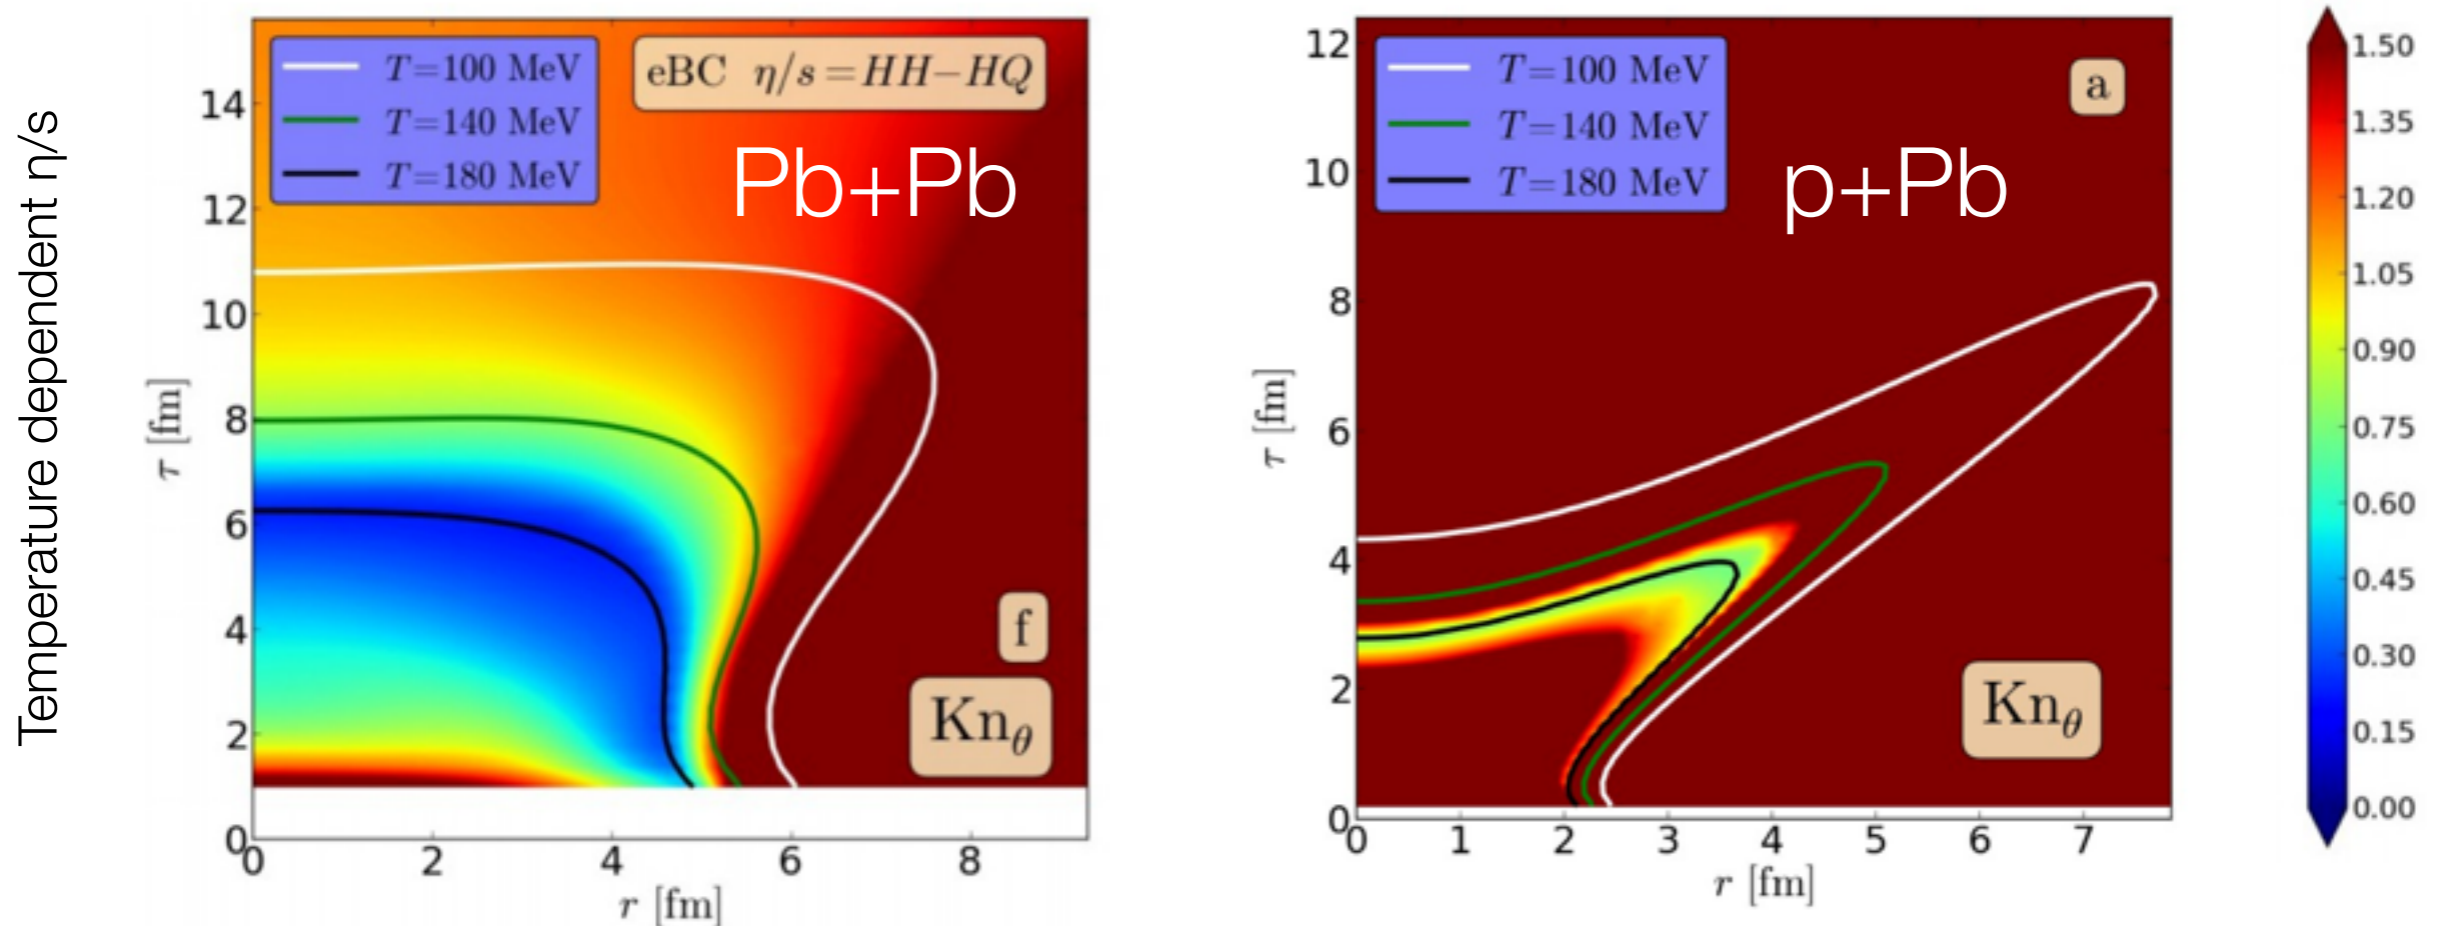 Temperature dependent η/s
T=100 MeV
T=140 MeV
T=180 MeV
eBC η/s=HH−HQ
Pb+Pb
f
Knθ
14
12
10
8
6
4
2
0
τ [fm]
0 2 4 6 8
r [fm]
T=100 MeV
T=140 MeV
T=180 MeV
a
p+Pb
Knθ
12
10
8
6
4
2
0
τ [fm]
0 1 2 3 4 5 6 7
r [fm]
1.50
1.35
1.20
1.05
0.90
0.75
0.60
0.45
0.30
0.15
0.00